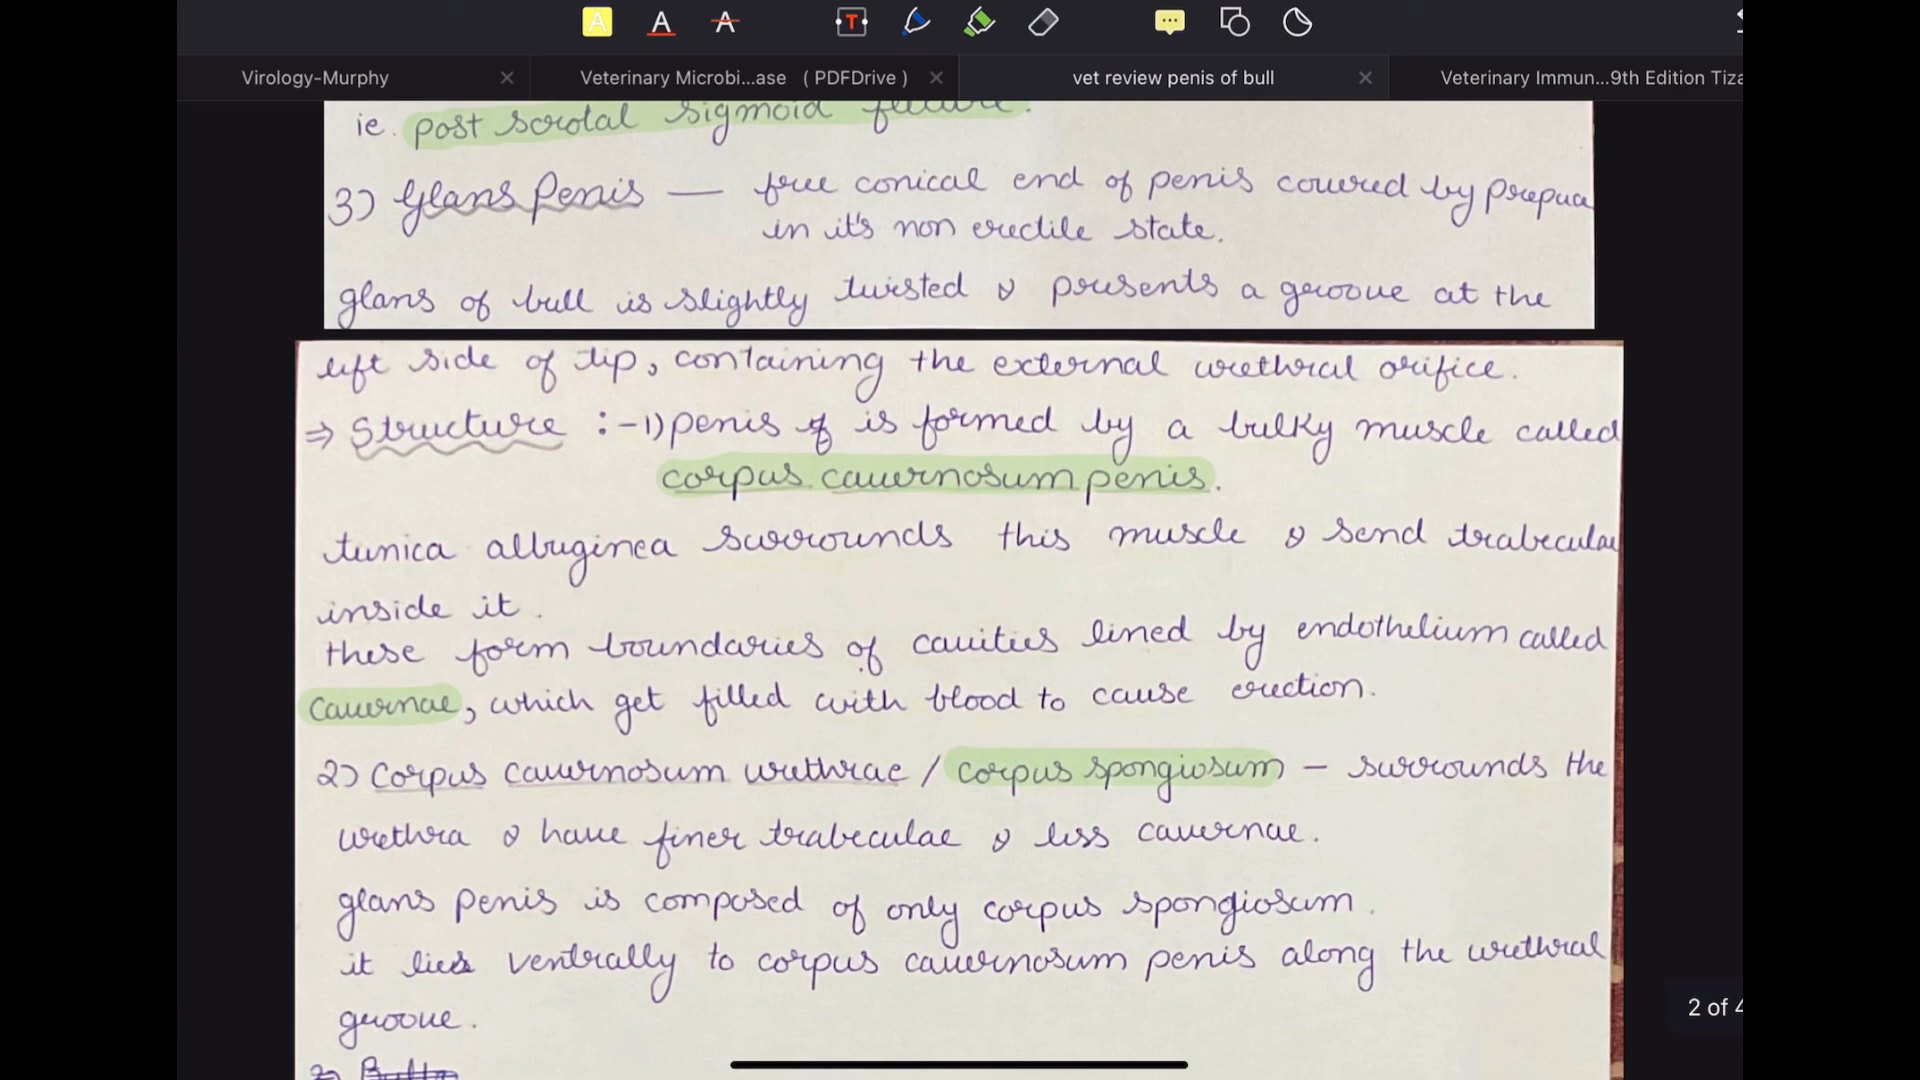 A A A T
Virology-Murphy × Veterinary Microbi...ase ( PDFDrive ) × vet review penis of bull × Veterinary Immun...9th Edition Tiza
ie. post scrotal sigmoid flexure.
3) Glans Penis — free conical end of penis covered by prepuce
in it's non erectile state.
glans of bull is slightly twisted & presents a groove at the
left side of tip, containing the external urethral orifice.
⇒ Structure :- 1) penis is formed by a bulky muscle called
corpus cavernosum penis.
tunica albuginea surrounds this muscle & send trabeculae
inside it.
these form boundaries of cavities lined by endothelium called
cavernae, which get filled with blood to cause erection.
2) Corpus cavernosum urethrae / corpus spongiosum – surrounds the
urethra & have finer trabeculae & less cavernae.
glans penis is composed of only corpus spongiosum.
it lies ventrally to corpus cavernosum penis along the urethral
groove.
2 of 4